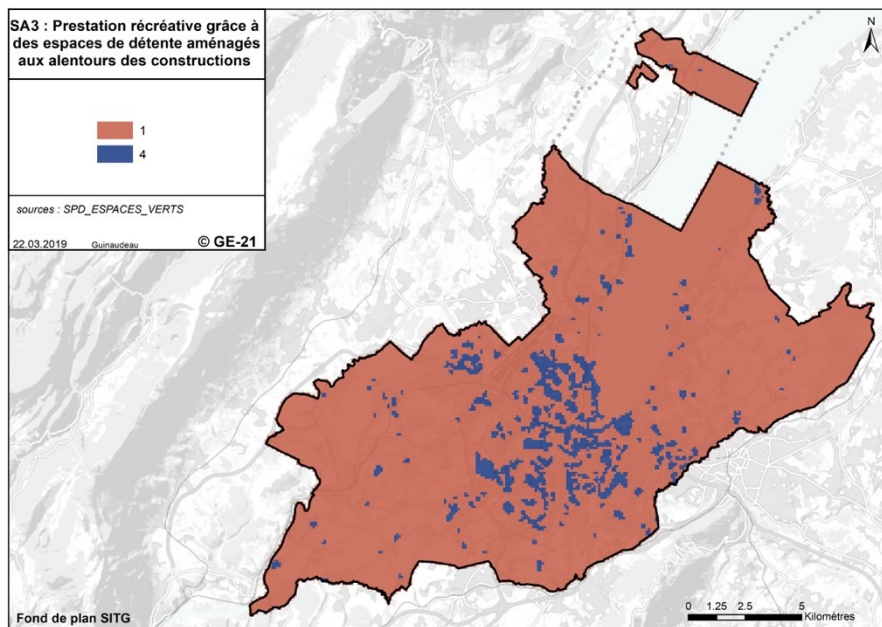 SA3 : Prestation récréative grâce à
des espaces de détente aménagés
aux alentours des constructions
1
4
sources : SPD_ESPACES_VERTS
22.03.2019 Guinaudeau © GE-21
N
0 1.25 2.5 5
Kilomètres
Fond de plan SITG